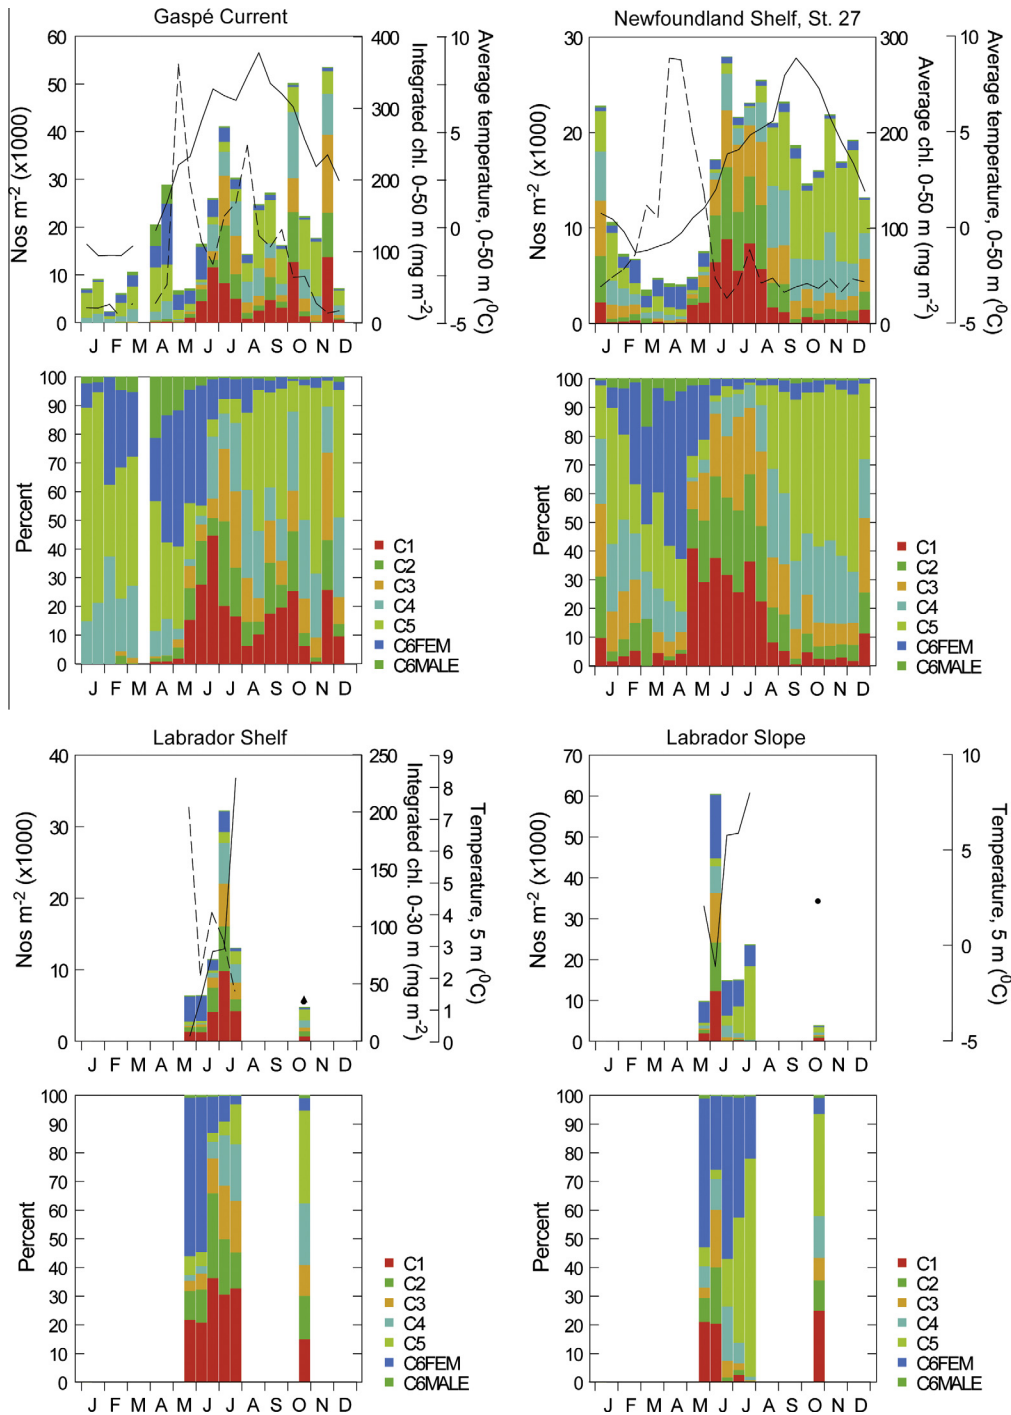 Gaspé Current
60
50
40
30
20
10
0
Nos m-2 (x1000)
400
300
200
100
0
Integrated chl. 0-50 m (mg m-2)
10
5
0
-5
Average temperature, 0-50 m (0C)
J F M A M J J A S O N D
100
90
80
70
60
50
40
30
20
10
0
Percent
C1
C2
C3
C4
C5
C6FEM
C6MALE
Newfoundland Shelf, St. 27
30
20
10
0
Nos m-2 (x1000)
300
200
100
0
Average chl. 0-50 m (mg m-2)
10
5
0
-5
Average temperature, 0-50 m (0C)
J F M A M J J A S O N D
100
90
80
70
60
50
40
30
20
10
0
Percent
C1
C2
C3
C4
C5
C6FEM
C6MALE
Labrador Shelf
40
30
20
10
0
Nos m-2 (x1000)
250
200
150
100
50
0
Integrated chl. 0-30 m (mg m-2)
9
8
7
6
5
4
3
2
1
0
Temperature, 5 m (0C)
J F M A M J J A S O N D
100
90
80
70
60
50
40
30
20
10
0
Percent
J F M A M J J A S O N D
C1
C2
C3
C4
C5
C6FEM
C6MALE
Labrador Slope
70
60
50
40
30
20
10
0
Nos m-2 (x1000)
10
5
0
-5
Temperature, 5 m (0C)
J F M A M J J A S O N D
100
90
80
70
60
50
40
30
20
10
0
Percent
J F M A M J J A S O N D
C1
C2
C3
C4
C5
C6FEM
C6MALE